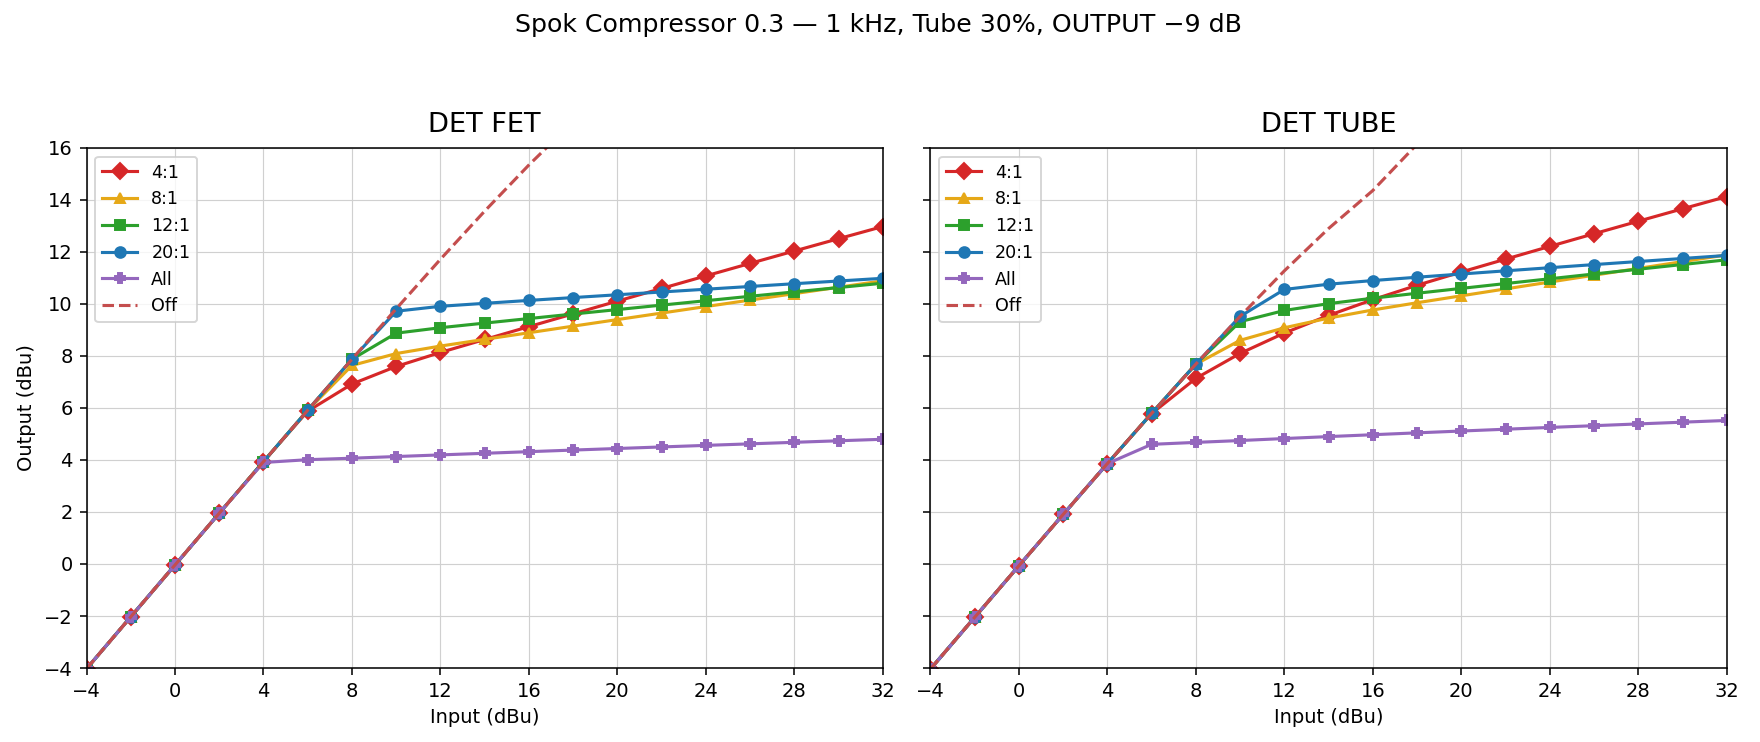 Spok Compressor 0.3 — 1 kHz, Tube 30%, OUTPUT −9 dB
DET FET
16
14
12
10
8
6
4
2
0
−2
−4
Output (dBu)
4:1
8:1
12:1
20:1
All
Off
−4 0 4 8 12 16 20 24 28 32
Input (dBu)
DET TUBE
4:1
8:1
12:1
20:1
All
Off
−4 0 4 8 12 16 20 24 28 32
Input (dBu)